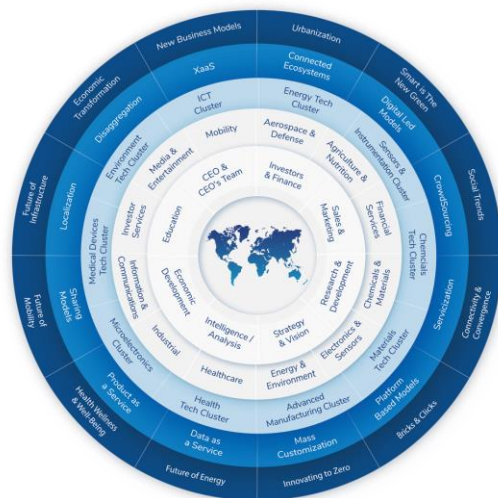 New Business Models
Urbanization
Smart is The
New Green
Social Trends
Connectivity &
Convergence
Bricks & Clicks
Innovating to Zero
Future of Energy
Health Wellness
& Well-Being
Future of
Mobility
Future of
Infrastructure
Economic
Transformation
XaaS
Connected
Ecosystems
Digital Led
Models
CrowdSourcing
Servicization
Platform
Based Models
Mass
Customization
Data as
a Service
Product as
a Service
Sharing
Models
Localization
Disaggregation
ICT
Cluster
Energy Tech
Cluster
Sensors &
Instrumentation Cluster
Chemcials
Tech Cluster
Materials
Tech Cluster
Advanced
Manufacturing Cluster
Health
Tech Cluster
Microelectronics
Cluster
Medical Devices
Tech Cluster
Environment
Tech Cluster
Mobility
Aerospace &
Defense
Agriculture &
Nutrition
Financial
Services
Chemicals &
Materials
Electronics &
Sensors
Energy &
Environment
Healthcare
Industrial
Information &
Communications
Investor
Services
Media &
Entertainment
CEO &
CEO's Team
Investors
& Finance
Sales &
Marketing
Research &
Development
Strategy
& Vision
Intelligence /
Analysis
Economic
Development
Education